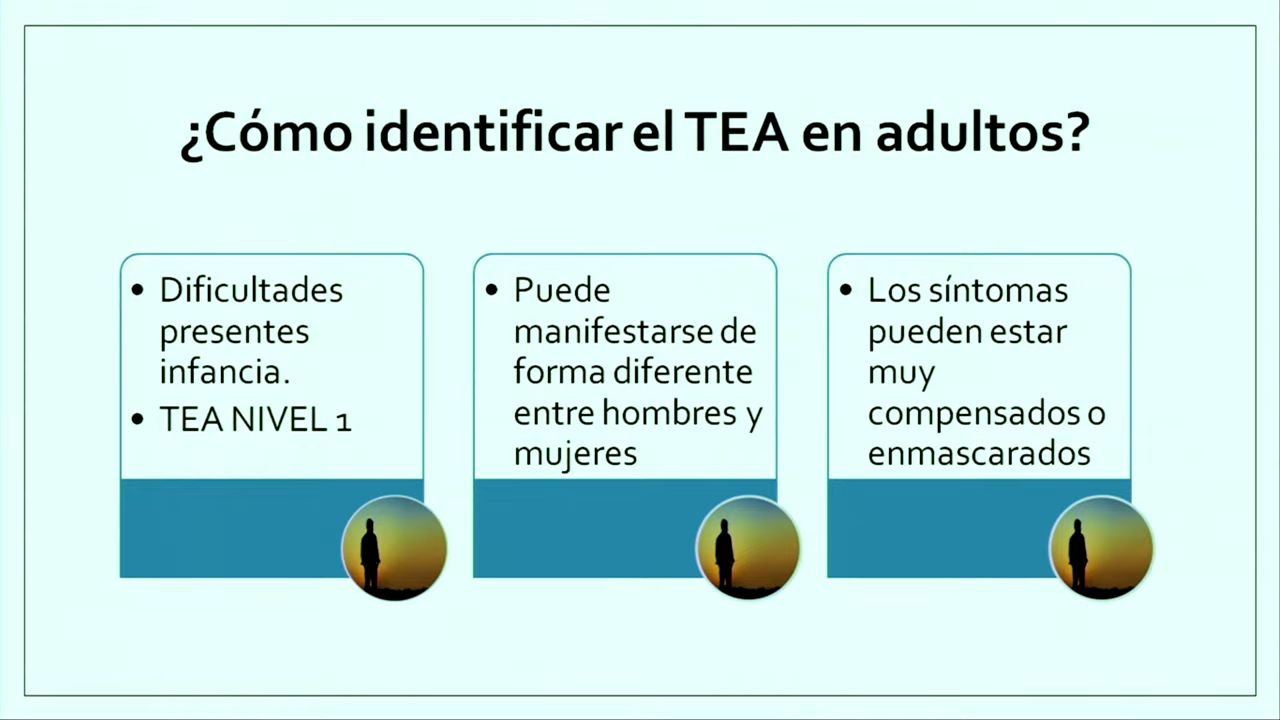 ¿Cómo identificar el TEA en adultos?
• Dificultades
presentes
infancia.
• TEA NIVEL 1
• Puede
manifestarse de
forma diferente
entre hombres y
mujeres
• Los síntomas
pueden estar
muy
compensados o
enmascarados